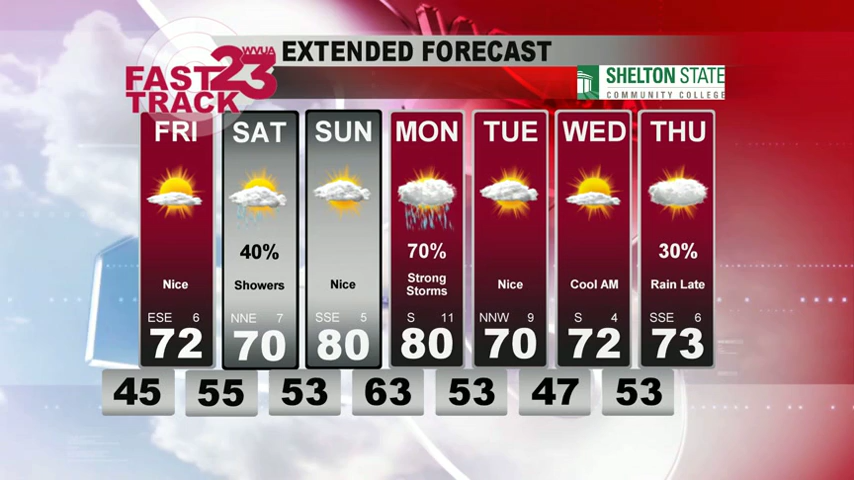 WVUA
23
FAST
TRACK
EXTENDED FORECAST
SHELTON STATE
COMMUNITY COLLEGE
FRI
Nice
ESE 6
72
SAT
40%
Showers
NNE 7
70
SUN
Nice
SSE 5
80
MON
70%
Strong
Storms
S 11
80
TUE
Nice
NNW 9
70
WED
Cool AM
S 4
72
THU
30%
Rain Late
SSE 6
73
45 55 53 63 53 47 53